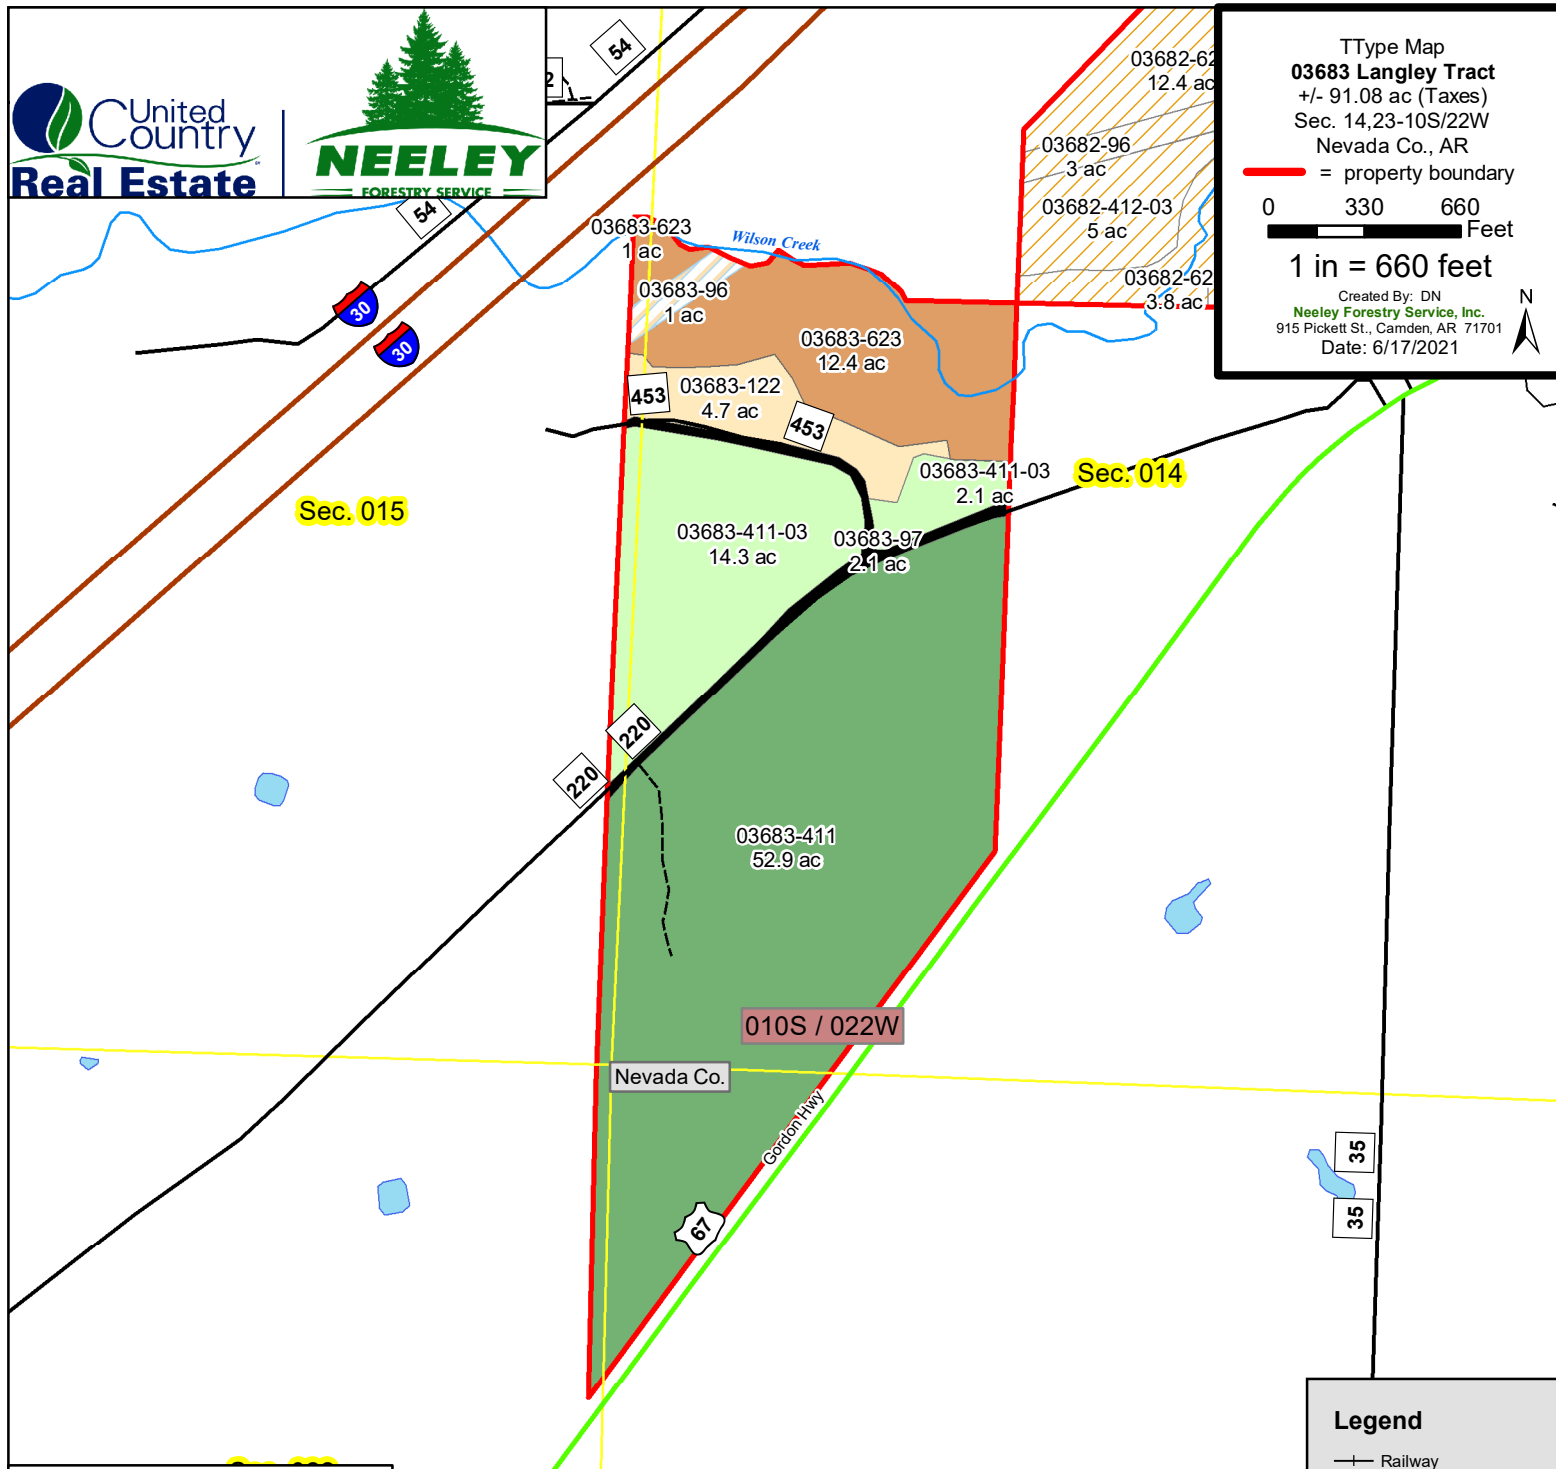 United
Country
Real Estate
NEELEY
FORESTRY SERVICE
TType Map
03683 Langley Tract
+/- 91.08 ac (Taxes)
Sec. 14,23-10S/22W
Nevada Co., AR
= property boundary
0 330 660
Feet
1 in = 660 feet
Created By: DN
Neeley Forestry Service, Inc.
915 Pickett St., Camden, AR 71701
Date: 6/17/2021
N
54
2
54
30
30
03682-62
12.4 ac
03682-96
3 ac
03682-412-03
5 ac
03682-62
3.8 ac
Wilson Creek
03683-623
1 ac
03683-96
1 ac
03683-623
12.4 ac
03683-122
4.7 ac
453
453
03683-411-03
2.1 ac
Sec. 014
Sec. 015
03683-411-03
14.3 ac
03683-97
2.1 ac
220
220
03683-411
52.9 ac
010S / 022W
Nevada Co.
Gordon Hwy
67
35
35
Legend
Railway